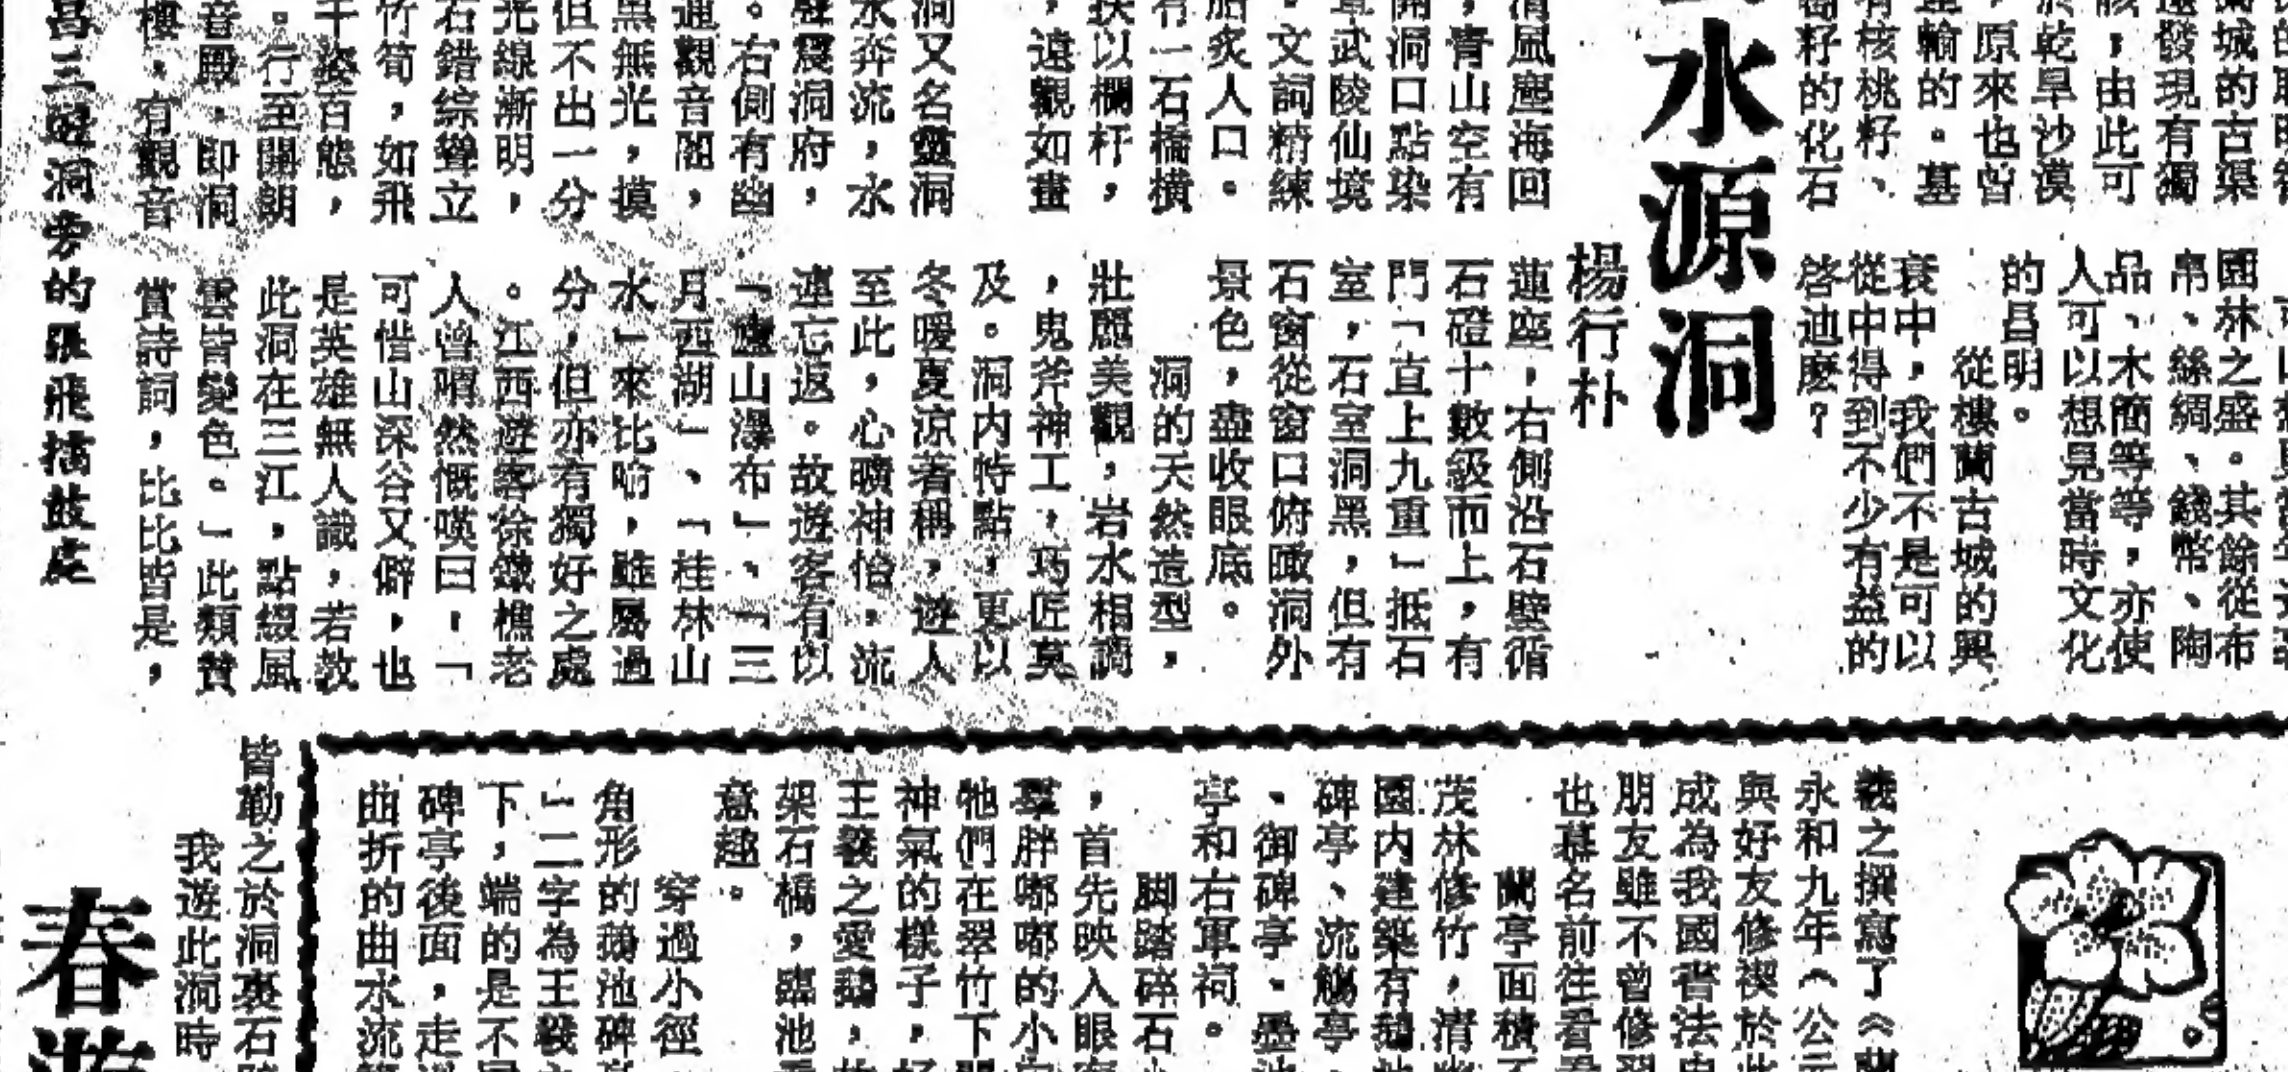 水源洞
楊行朴
城的古渠
發現有獨
該，由此可
乾旱沙漠
，原來也曾
運輸的。墓
有核桃籽、
籽的化石
園林之盛。其餘從布
帛、絲綢、錢幣、陶
品、木簡等等，亦使
人可以想見當時文化
的昌明。
從樓蘭古城的興
衰中，我們不是可以
從中得到不少有益的
啓迪麽？
清風塵海回
，青山空有
開洞口點染
武陵仙境
。文詞精練
炙人口。
有一石橋橫
扶以欄杆，
，遠觀如畫
洞又名靈洞
水奔流，水
聲震洞府，
。右側有幽
通觀音閣，
黑無光，摸
但不出一分
光線漸明，
石錯綜聳立
竹筍，如飛
千姿百態，
。行至開朗
音殿，即洞
樓，有觀音
蓮座，右側沿石壁循
石磴十數級而上，有
門「直上九重」抵石
室，石室洞黑，但有
石窗從窗口俯瞰洞外
景色，盡收眼底。
洞的天然造型，
壯麗美觀，岩水相調
，鬼斧神工，巧匠莫
及。洞內特點，更以
冬暖夏涼著稱，遊人
至此，心曠神怡，流
連忘返。故遊客有以
「廬山瀑布」、「三
月西湖」、「桂林山
水」來比喻，雖屬過
分，但亦有獨好之處
。江西遊客徐鐵樵老
人曾喟然慨嘆曰，「
可惜山深谷又僻，也
是英雄無人識，若教
此洞在三江，點綴風
雲皆變色。」此類贊
賞詩詞，比比皆是，
昌三碰洞旁的張飛擂鼓處
羲之撰寫了《蘭
永和九年（公元
與好友修禊於此
成為我國書法史
朋友雖不曾修習
也慕名前往看看
蘭亭面積不
茂林修竹，清幽
園內建築有鵝池
碑亭、流觴亭
、御碑亭、墨池
亭和右軍祠。
脚踏碎石小
，首先映入眼
羣胖嘟嘟的小
牠們在翠竹下
神氣的樣子，好
王羲之愛鵝，故
架石橋，臨池
意趣。
穿過小徑，
角形的鵝池碑
二字為王羲
下，端的是不
碑亭後面，走
曲折的曲水流
皆勒之於洞裏石
我遊此洞時
春遊